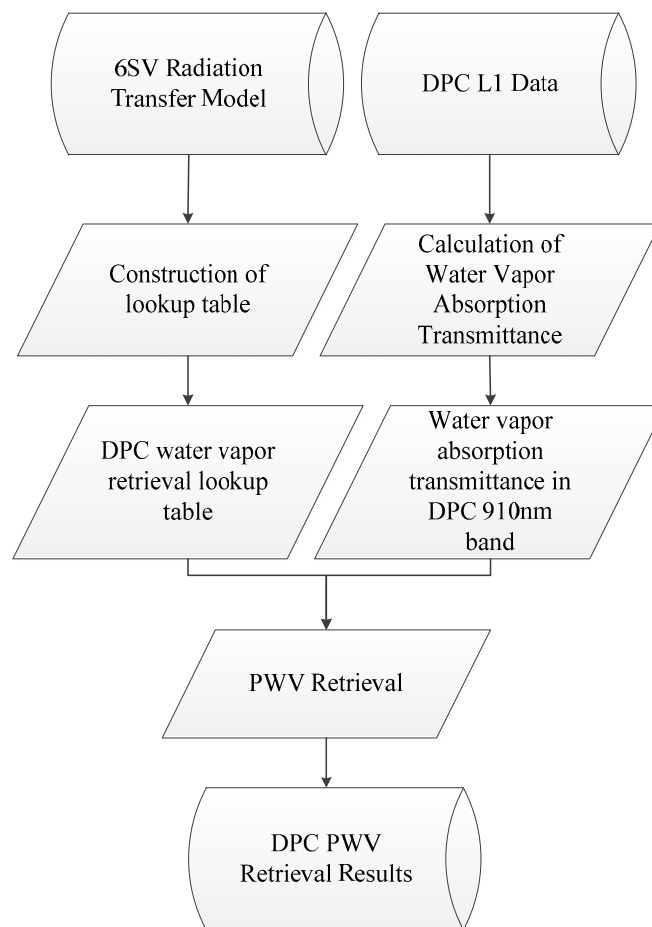 6SV Radiation
Transfer Model
DPC L1 Data
Construction of
lookup table
Calculation of
Water Vapor
Absorption
Transmittance
DPC water vapor
retrieval lookup
table
Water vapor
absorption
transmittance in
DPC 910nm
band
PWV Retrieval
DPC PWV
Retrieval Results